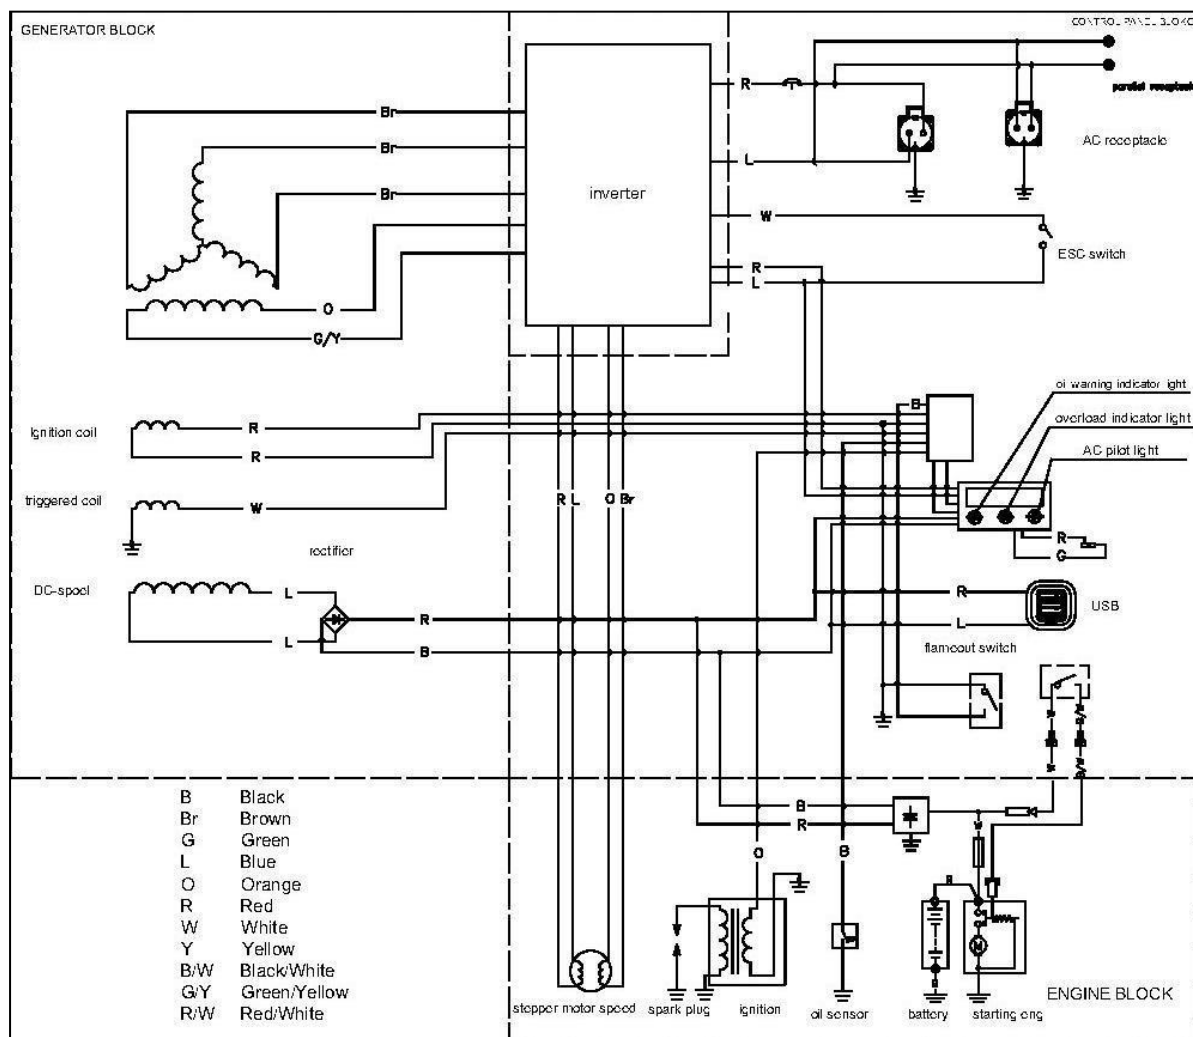 GENERATOR BLOCK
parallel receptacle
AC receptacle
inverter
R
L
W
ESC switch
R
L
Br
Br
Br
O
G/Y
Ignition coil
R
R
triggered coil
W
rectifier
DC-spool
L
L
R
B
R L O Br
B
oil warning indicator light
overload indicator light
AC pilot light
R
G
R
L
USB
flameout switch
W B/W
W B/W
B Black
Br Brown
G Green
L Blue
O Orange
R Red
W White
Y Yellow
B/W Black/White
G/Y Green/Yellow
R/W Red/White
B
R
O
B
W
M
stepper motor speed
spark plug
ignition
oil sensor
battery
starting eng
ENGINE BLOCK